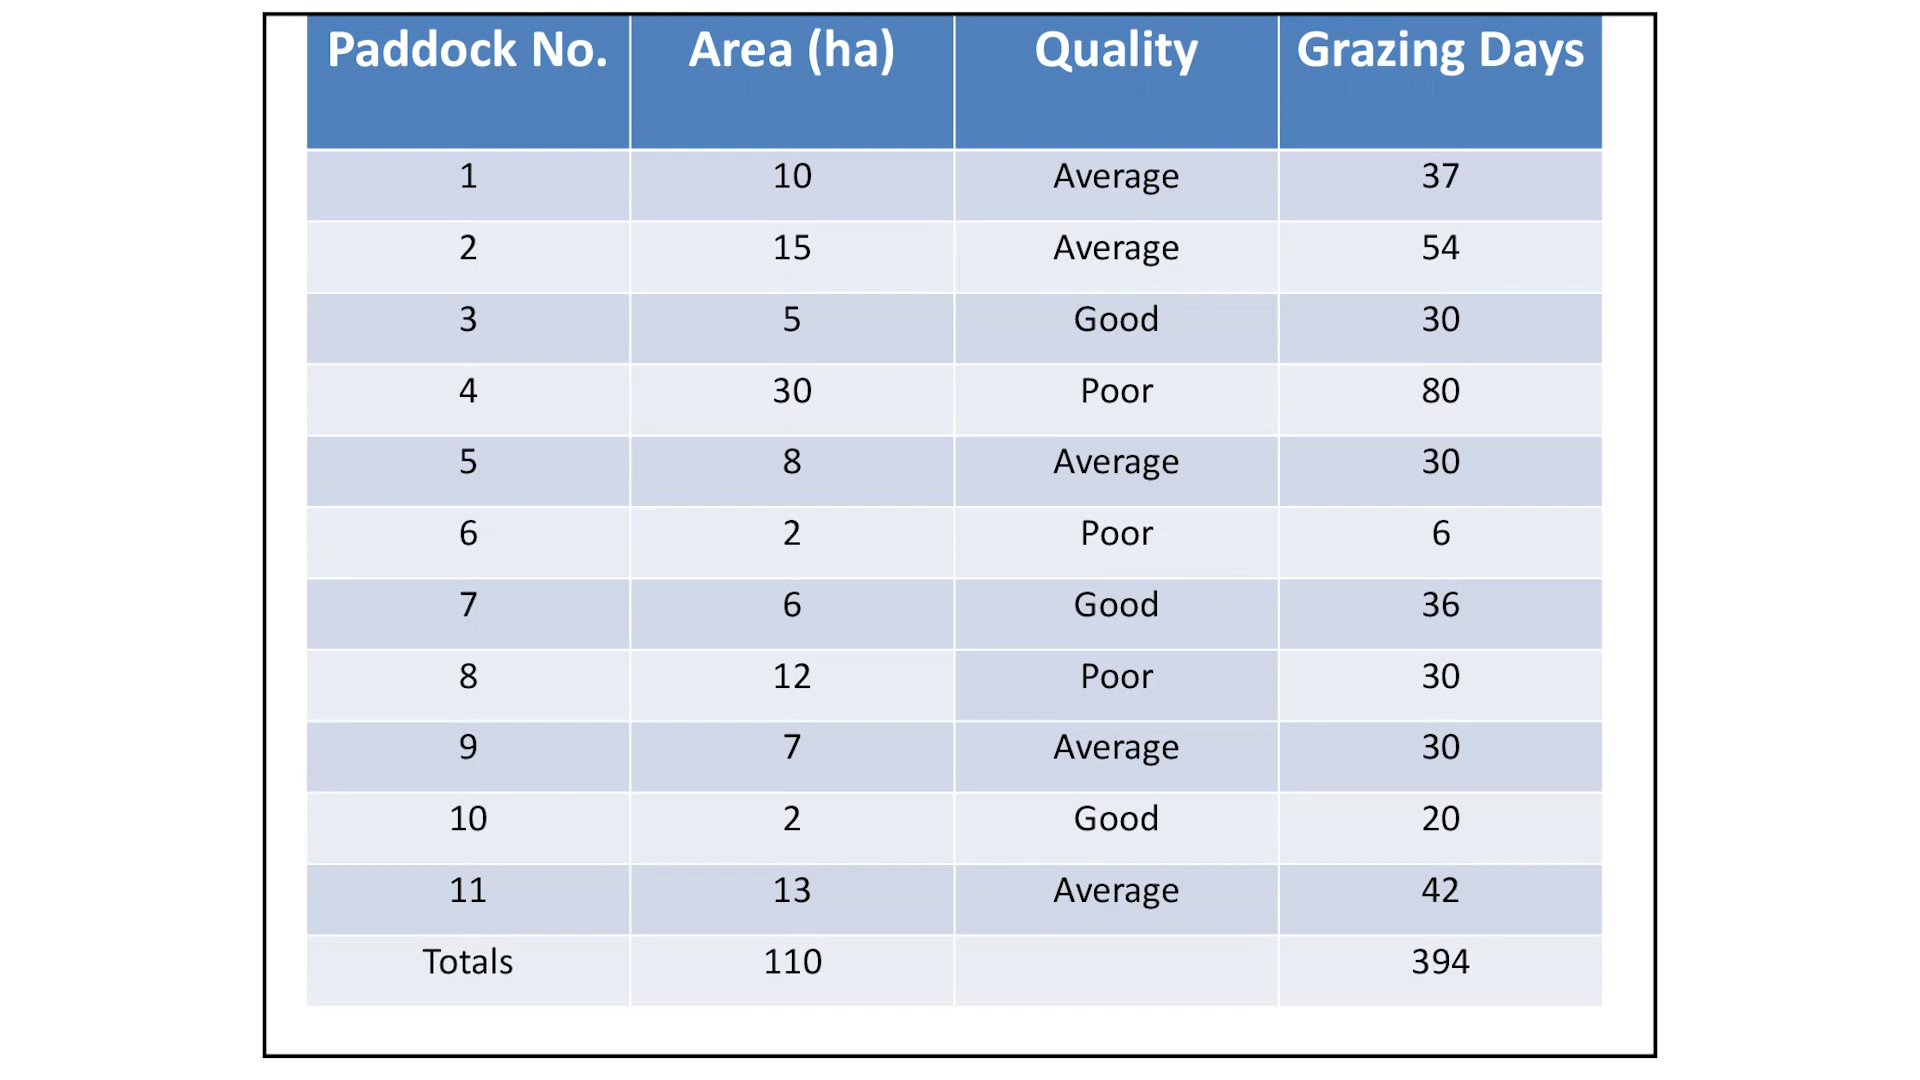 Paddock No. Area (ha) Quality Grazing Days
1 10 Average 37
2 15 Average 54
3 5 Good 30
4 30 Poor 80
5 8 Average 30
6 2 Poor 6
7 6 Good 36
8 12 Poor 30
9 7 Average 30
10 2 Good 20
11 13 Average 42
Totals 110 394